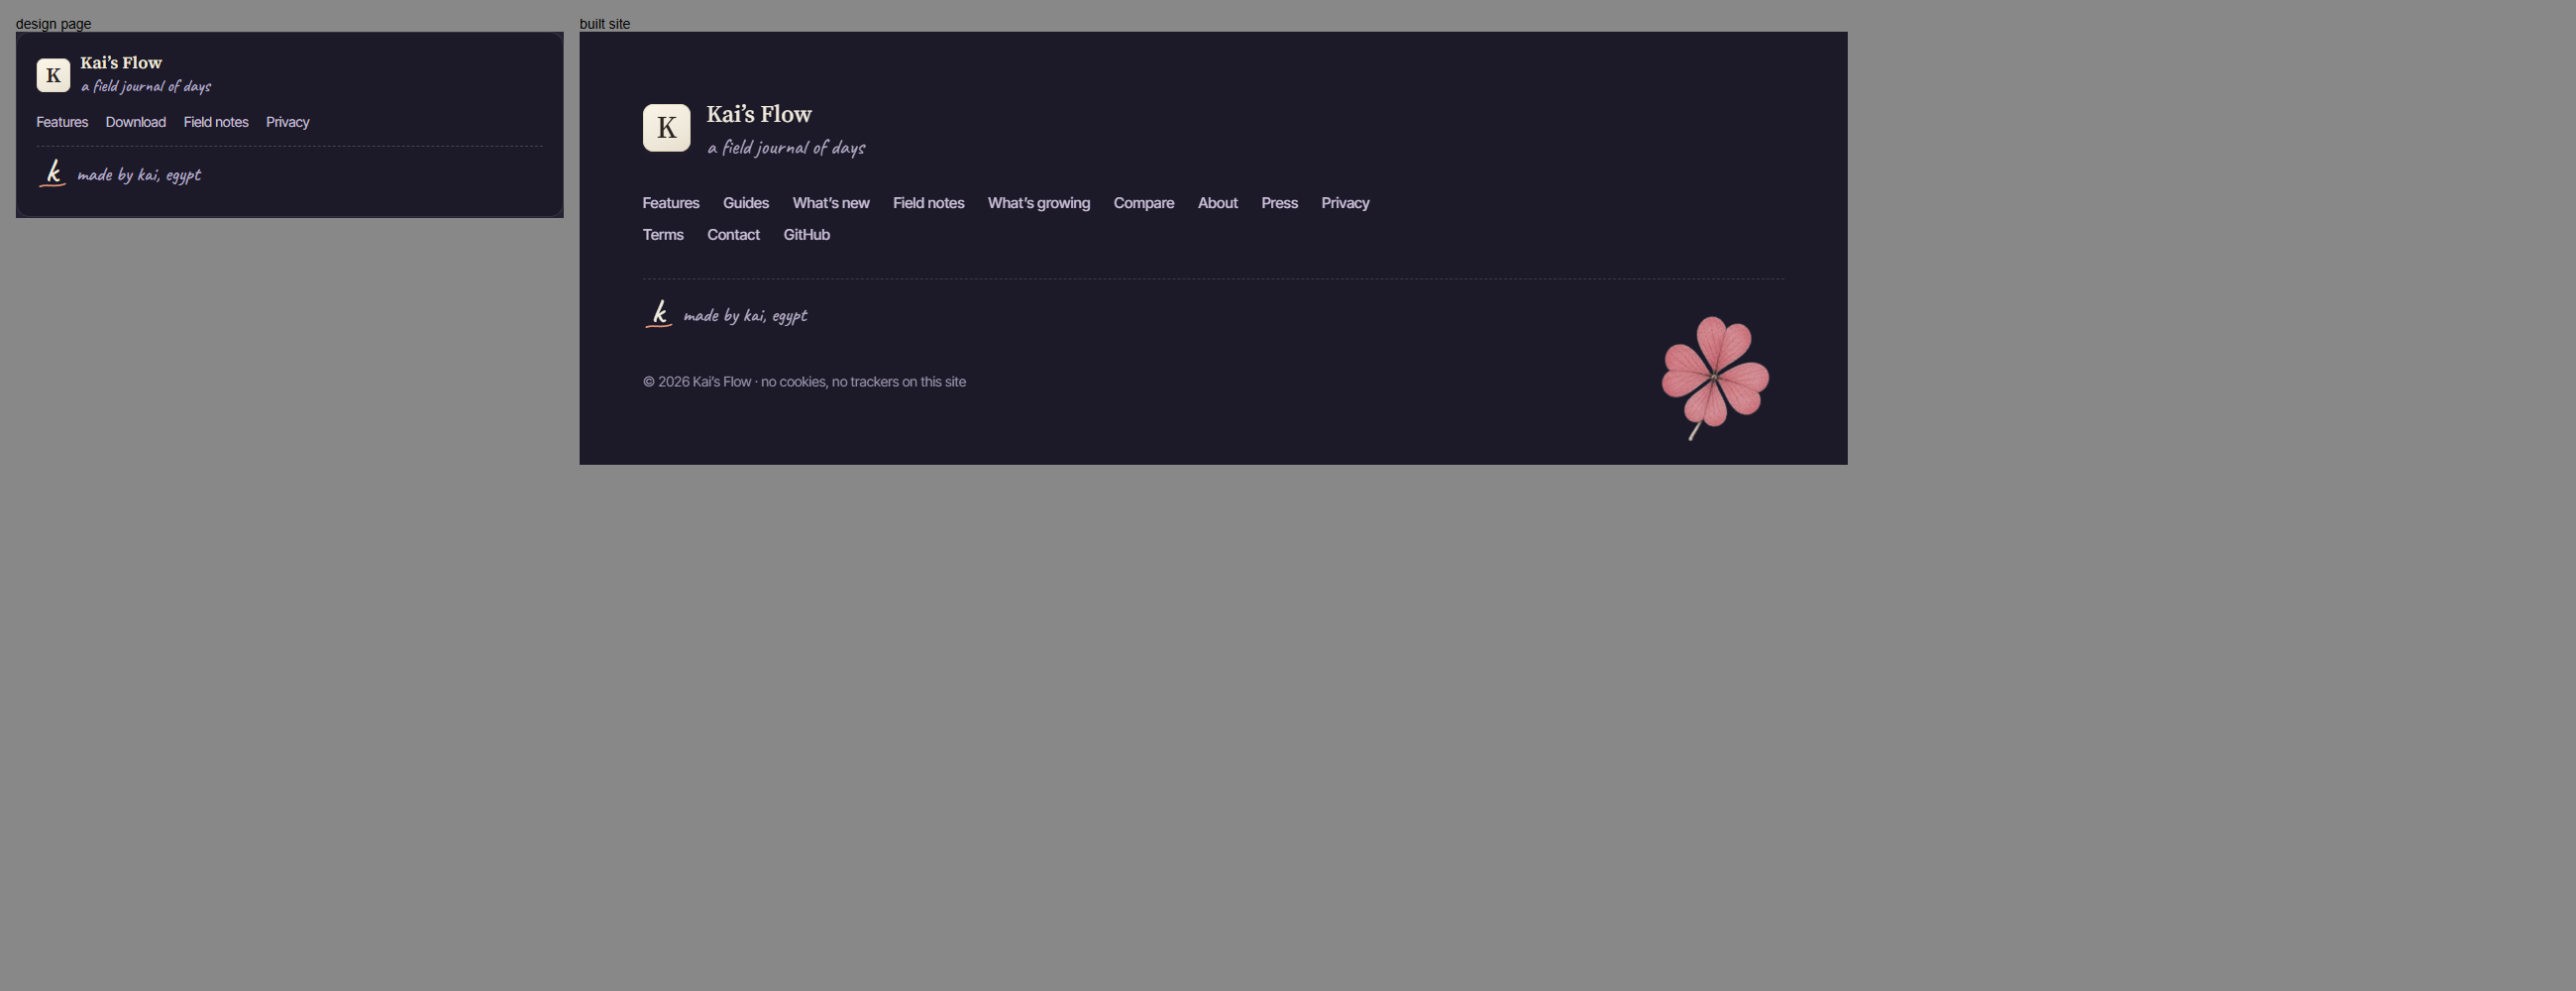 design page
K
Kai’s Flow
a field journal of days
Features Download Field notes Privacy
k made by kai, egypt
built site
K
Kai’s Flow
a field journal of days
Features Guides What’s new Field notes What’s growing Compare About Press Privacy
Terms Contact GitHub
k made by kai, egypt
© 2026 Kai’s Flow · no cookies, no trackers on this site